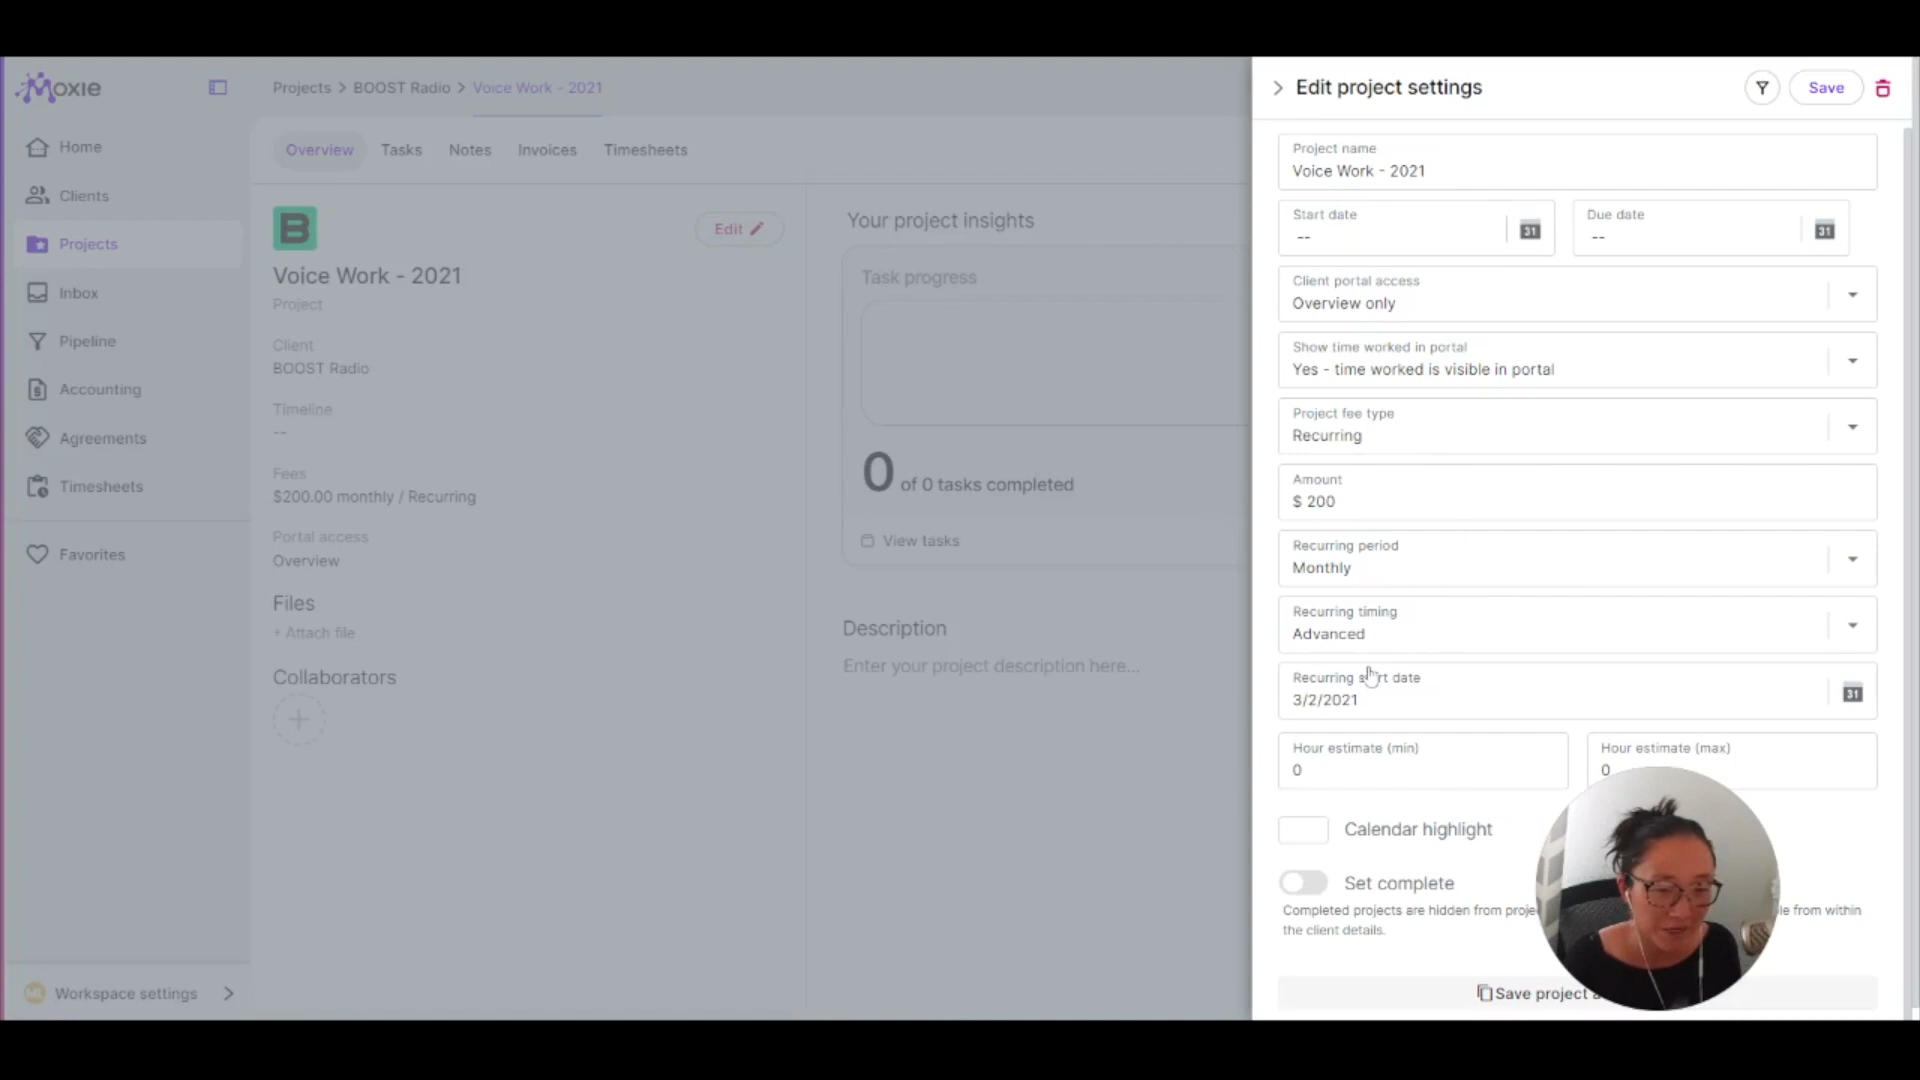 Moxie
Projects > BOOST Radio > Voice Work - 2021
Home
Clients
Projects
Inbox
Pipeline
Accounting
Agreements
Timesheets
Favorites
Workspace settings
Overview
Tasks
Notes
Invoices
Timesheets
B
Edit
Voice Work - 2021
Project
Client
BOOST Radio
Timeline
--
Fees
$200.00 monthly / Recurring
Portal access
Overview
Files
+ Attach file
Collaborators
Your project insights
Task progress
0 of 0 tasks completed
View tasks
Description
Enter your project description here...
Edit project settings
Save
Project name
Voice Work - 2021
Start date
--
31
Due date
--
31
Client portal access
Overview only
Show time worked in portal
Yes - time worked is visible in portal
Project fee type
Recurring
Amount
$ 200
Recurring period
Monthly
Recurring timing
Advanced
Recurring start date
3/2/2021
31
Hour estimate (min)
0
Hour estimate (max)
0
Calendar highlight
Set complete
Completed projects are hidden from from within
the client details.
Save project